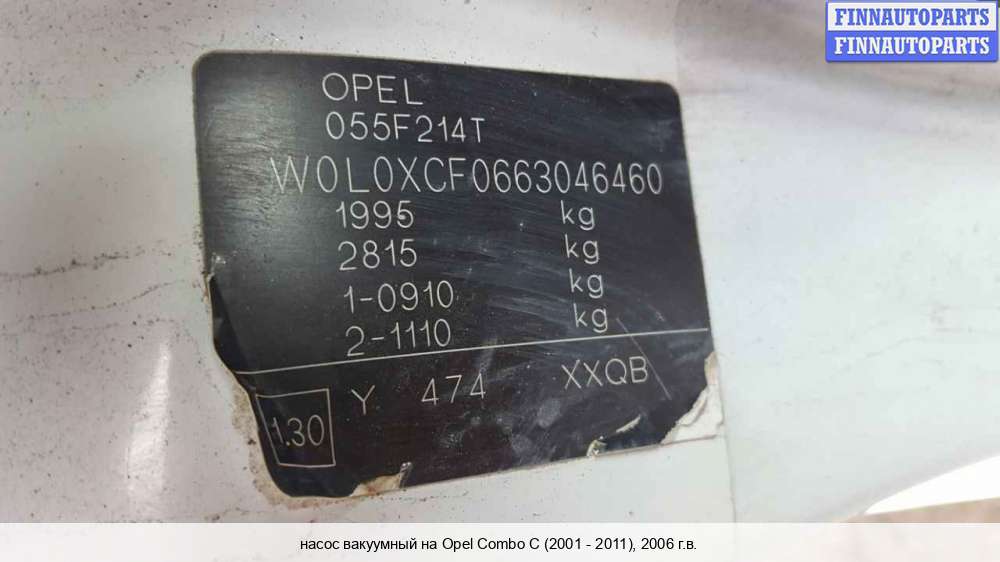 FINNAUTOPARTS
FINNAUTOPARTS
OPEL
055F214T
W0L0XCF0663046460
1995 kg
2815 kg
1-0910 kg
2-1110 kg
1.30 Y 474 XXQB
насос вакуумный на Opel Combo C (2001 - 2011), 2006 г.в.